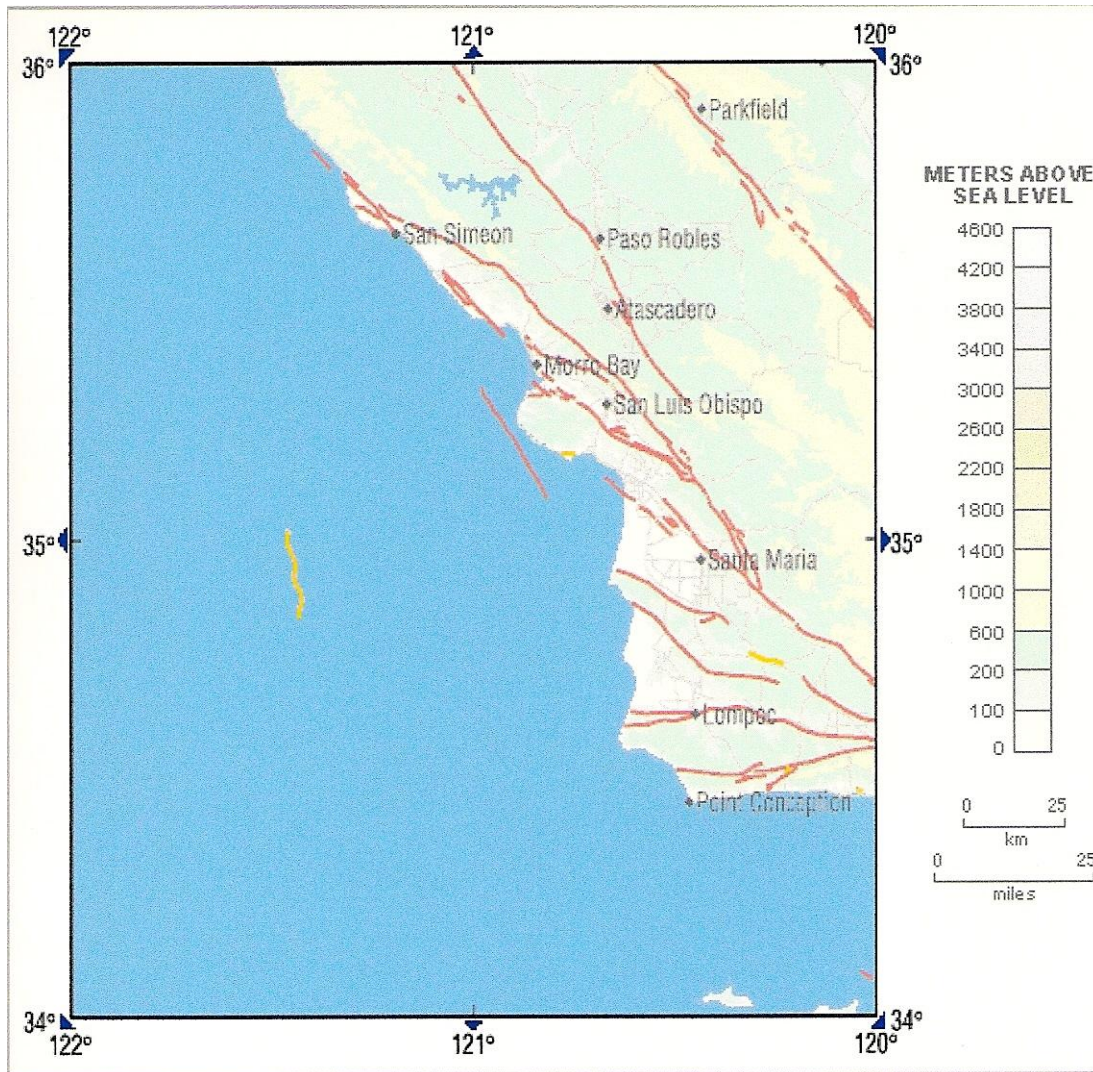 122°
121°
120°
36°
36°
Parkfield
METERS ABOVE
SEA LEVEL
4600
4200
3800
3400
3000
2600
2200
1800
1400
1000
600
200
100
0
San Simeon
Paso Robles
Atascadero
Morro Bay
San Luis Obispo
35°
35°
Santa Maria
Lompoc
Point Conception
0 25
km
0 25
miles
34°
34°
122°
121°
120°